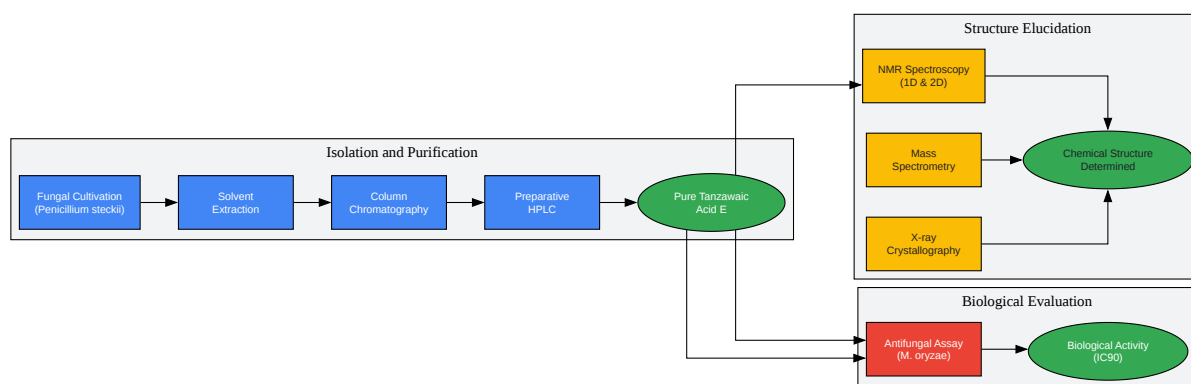 Structure Elucidation
NMR Spectroscopy
(1D & 2D)
Mass
Spectrometry
Chemical Structure
Determined
X-ray
Crystallography
Isolation and Purification
Fungal Cultivation
(Penicillium steckii)
Solvent
Extraction
Column
Chromatography
Preparative
HPLC
Pure Tanzawaic
Acid E
Biological Evaluation
Antifungal Assay
(M. oryzae)
Biological Activity
(IC90)